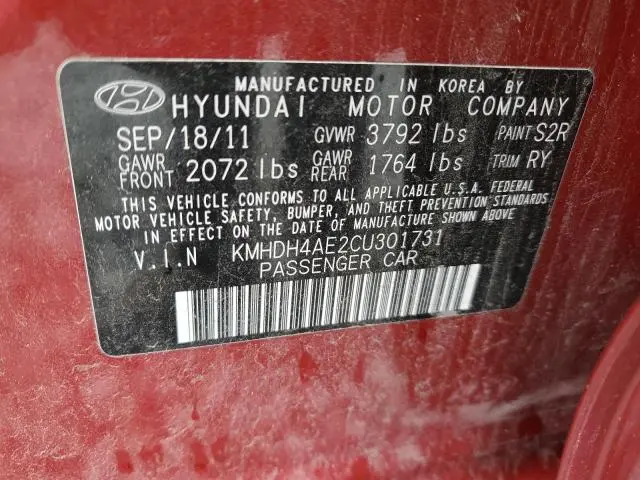 MANUFACTURED IN KOREA BY
HYUNDAI MOTOR COMPANY
SEP/18/11 GVWR 3792 lbs PAINT S2R
GAWR FRONT 2072 lbs GAWR REAR 1764 lbs TRIM RY
THIS VEHICLE CONFORMS TO ALL APPLICABLE U.S.A. FEDERAL
MOTOR VEHICLE SAFETY, BUMPER, AND THEFT PREVENTION STANDARDS
IN EFFECT ON THE DATE OF MANUFACTURE SHOWN ABOVE
V.I.N KMHDH4AE2CU301731
PASSENGER CAR